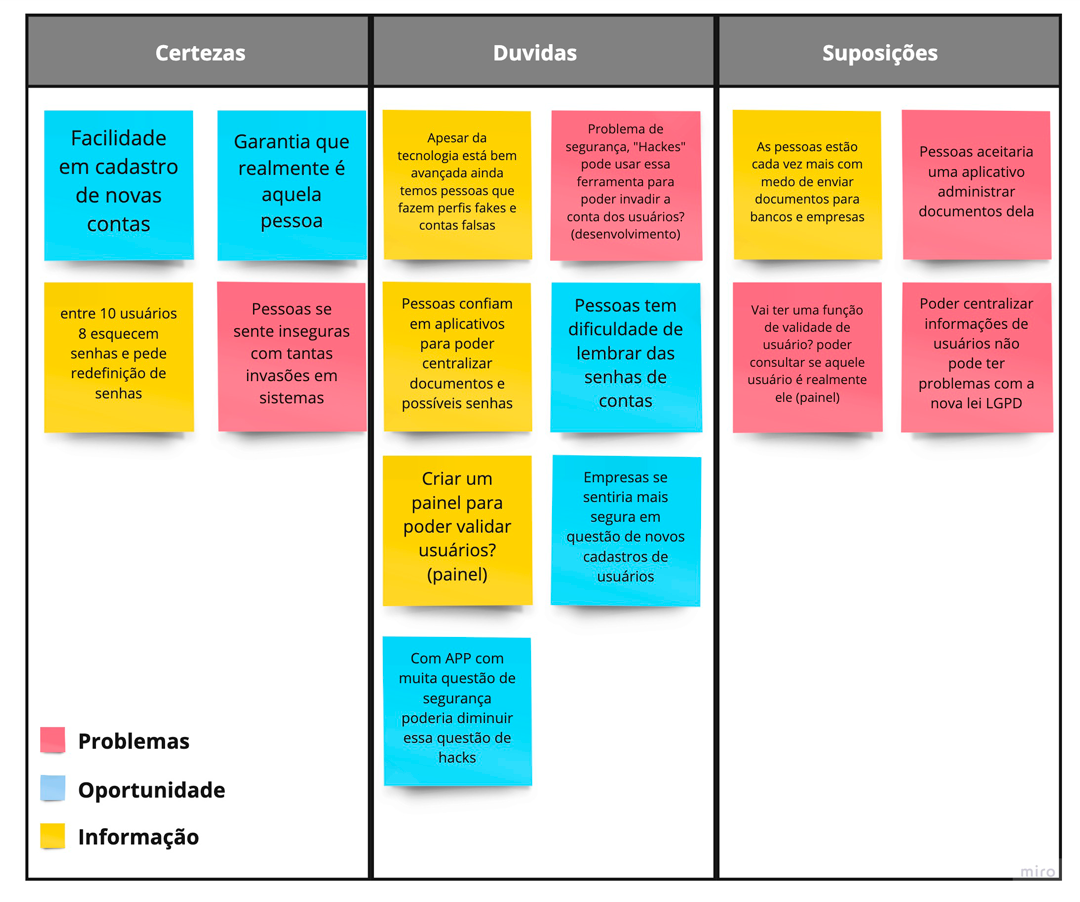 Certezas
Duvidas
Suposições
Facilidade
em cadastro
de novas
contas
Garantia que
realmente é
aquela
pessoa
entre 10 usuários
8 esquecem
senhas e pede
redefinição de
senhas
Pessoas se
sente inseguras
com tantas
invasões em
sistemas
Apesar da
tecnologia está bem
avançada ainda
temos pessoas que
fazem perfis fakes e
contas falsas
Problema de
segurança, "Hackes"
pode usar essa
ferramenta para
poder invadir a
conta dos usuários?
(desenvolvimento)
Pessoas confiam
em aplicativos
para poder
centralizar
documentos e
possíveis senhas
Pessoas tem
dificuldade de
lembrar das
senhas de
contas
Criar um
painel para
poder validar
usuários?
(painel)
Empresas se
sentiria mais
segura em
questão de novos
cadastros de
usuários
Com APP com
muita questão de
segurança
poderia diminuir
essa questão de
hacks
As pessoas estão
cada vez mais com
medo de enviar
documentos para
bancos e empresas
Pessoas aceitaria
uma aplicativo
administrar
documentos dela
Vai ter uma função
de validade de
usuário? poder
consultar se aquele
usuário é realmente
ele (painel)
Poder centralizar
informações de
usuários não
pode ter
problemas com a
nova lei LGPD
Problemas
Oportunidade
Informação
miro